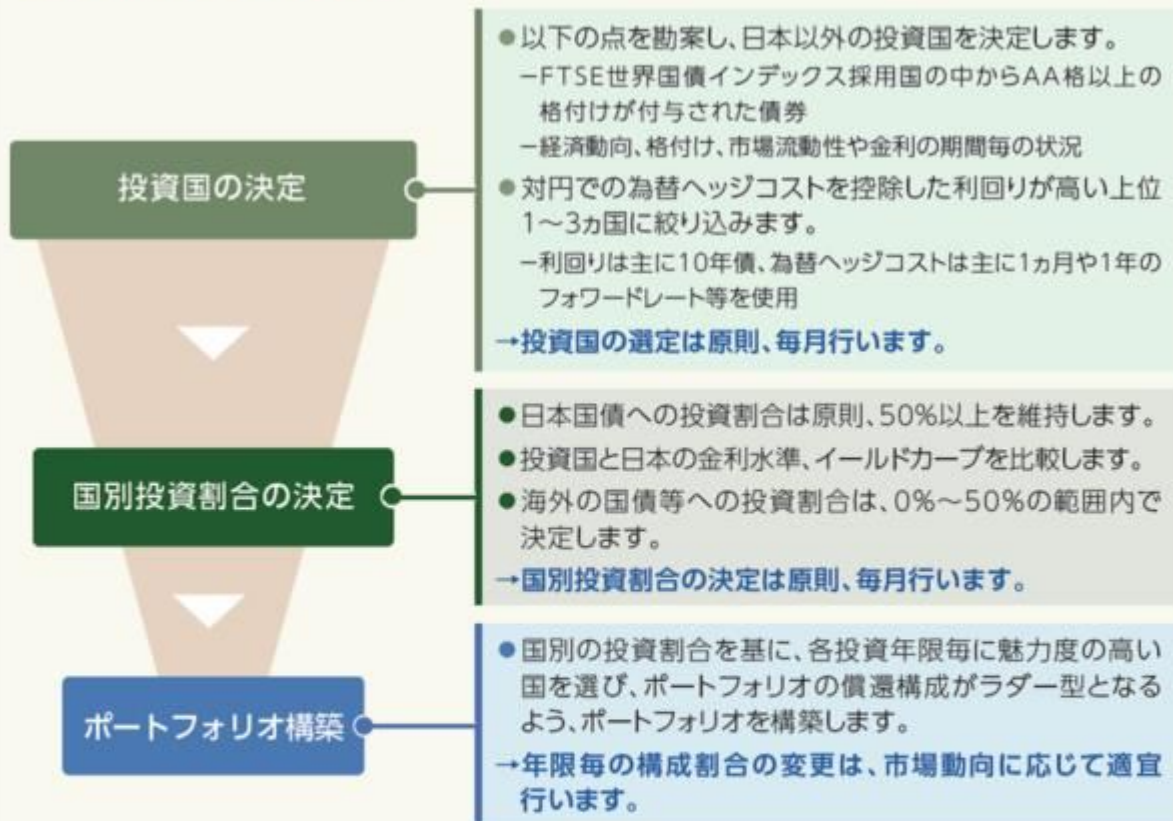 投資国の決定
●以下の点を勘案し、日本以外の投資国を決定します。
－FTSE世界国債インデックス採用国の中からAA格以上の
格付けが付与された債券
－経済動向、格付け、市場流動性や金利の期間毎の状況
●対円での為替ヘッジコストを控除した利回りが高い上位
1～3ヵ国に絞り込みます。
－利回りは主に10年債、為替ヘッジコストは主に1ヵ月や1年の
フォワードレート等を使用
→投資国の選定は原則、毎月行います。
国別投資割合の決定
●日本国債への投資割合は原則、50%以上を維持します。
●投資国と日本の金利水準、イールドカーブを比較します。
●海外の国債等への投資割合は、0%～50%の範囲内で
決定します。
→国別投資割合の決定は原則、毎月行います。
ポートフォリオ構築
●国別の投資割合を基に、各投資年限毎に魅力度の高い
国を選び、ポートフォリオの償還構成がラダー型となる
よう、ポートフォリオを構築します。
→年限毎の構成割合の変更は、市場動向に応じて適宜
行います。